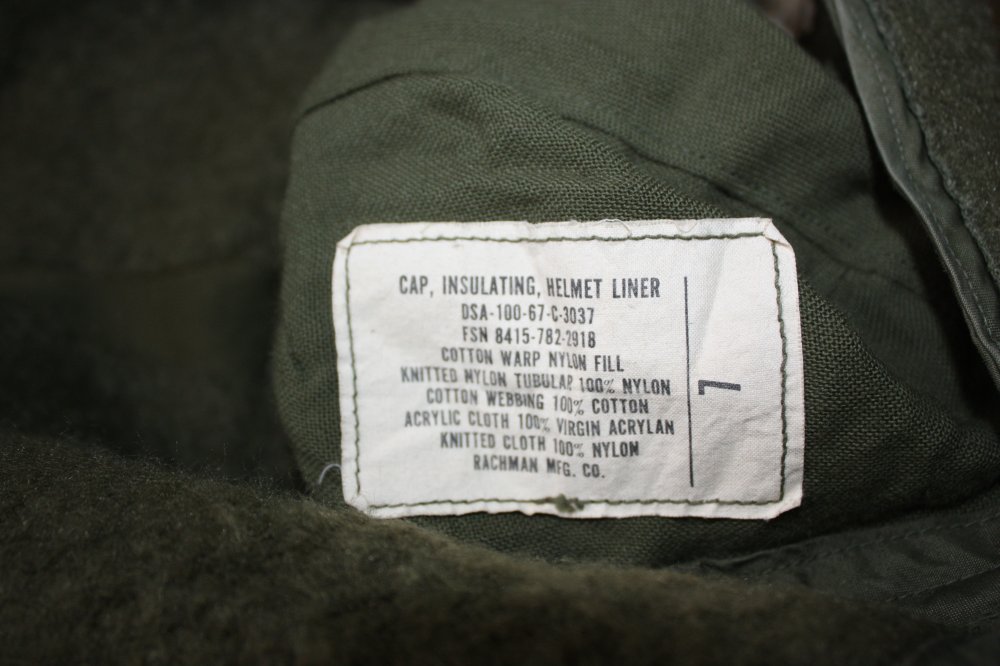 CAP, INSULATING, HELMET LINER
DSA-100-67-C-3037
FSN 8415-782-2918
COTTON WARP NYLON FILL
KNITTED NYLON TUBULAR 100% NYLON
COTTON WEBBING 100% COTTON
ACRYLIC CLOTH 100% VIRGIN ACRYLAN
KNITTED CLOTH 100% NYLON
RACHMAN MFG. CO.
7